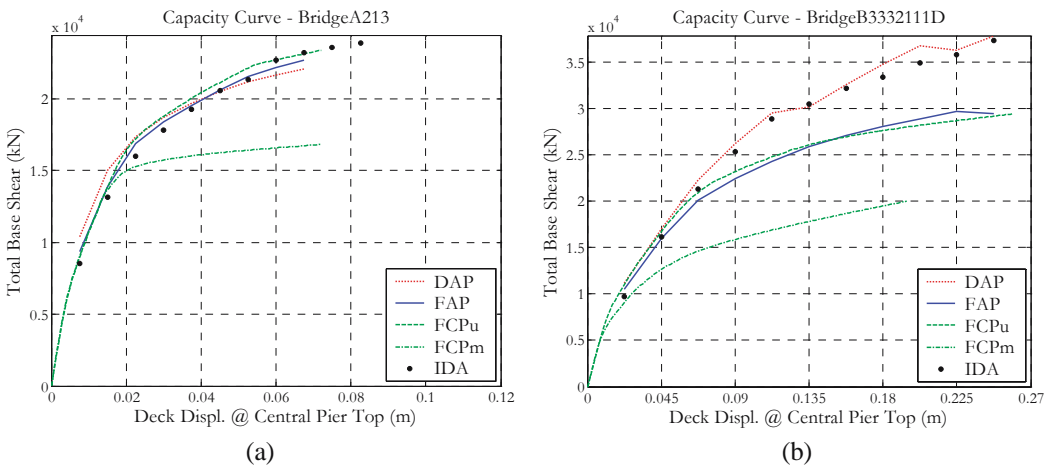 Capacity Curve - BridgeA213
x 10⁴
2
1.5
1
0.5
0
0
0.02
0.04
0.06
0.08
0.1
0.12
Total Base Shear (kN)
Deck Displ. @ Central Pier Top (m)
DAP
FAP
FCPu
FCPm
IDA
(a)
Capacity Curve - BridgeB3332111D
x 10⁴
3.5
3
2.5
2
1.5
1
0.5
0
0
0.045
0.09
0.135
0.18
0.225
0.27
Total Base Shear (kN)
Deck Displ. @ Central Pier Top (m)
DAP
FAP
FCPu
FCPm
IDA
(b)